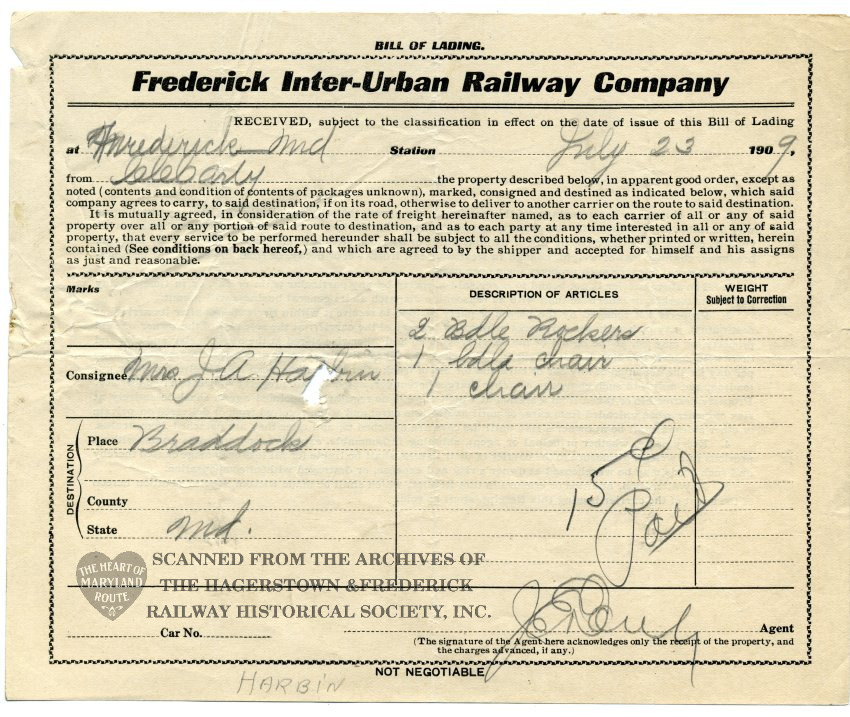 BILL OF LADING.
Frederick Inter-Urban Railway Company
RECEIVED, subject to the classification in effect on the date of issue of this Bill of Lading
at Frederick Md Station July 23 1909,
from C.C. Carty the property described below, in apparent good order, except as
noted (contents and condition of contents of packages unknown), marked, consigned and destined as indicated below, which said
company agrees to carry, to said destination, if on its road, otherwise to deliver to another carrier on the route to said destination.
It is mutually agreed, in consideration of the rate of freight hereinafter named, as to each carrier of all or any of said
property over all or any portion of said route to destination, and as to each party at any time interested in all or any of said
property, that every service to be performed hereunder shall be subject to all the conditions, whether printed or written, herein
contained (See conditions on back hereof,) and which are agreed to by the shipper and accepted for himself and his assigns
as just and reasonable.
Marks
Consignee Mrs J A Harbin
DESTINATION
Place Braddock
County
State Md.
DESCRIPTION OF ARTICLES
2 Bdle Rockers
1 bdle chair
1 chair
WEIGHT
Subject to Correction
15 ¢
Paid
THE HEART OF
MARYLAND
ROUTE
SCANNED FROM THE ARCHIVES OF
THE HAGERSTOWN &FREDERICK
RAILWAY HISTORICAL SOCIETY, INC.
Car No.
Agent
(The signature of the Agent here acknowledges only the receipt of the property, and
the charges advanced, if any.)
NOT NEGOTIABLE
HARBIN